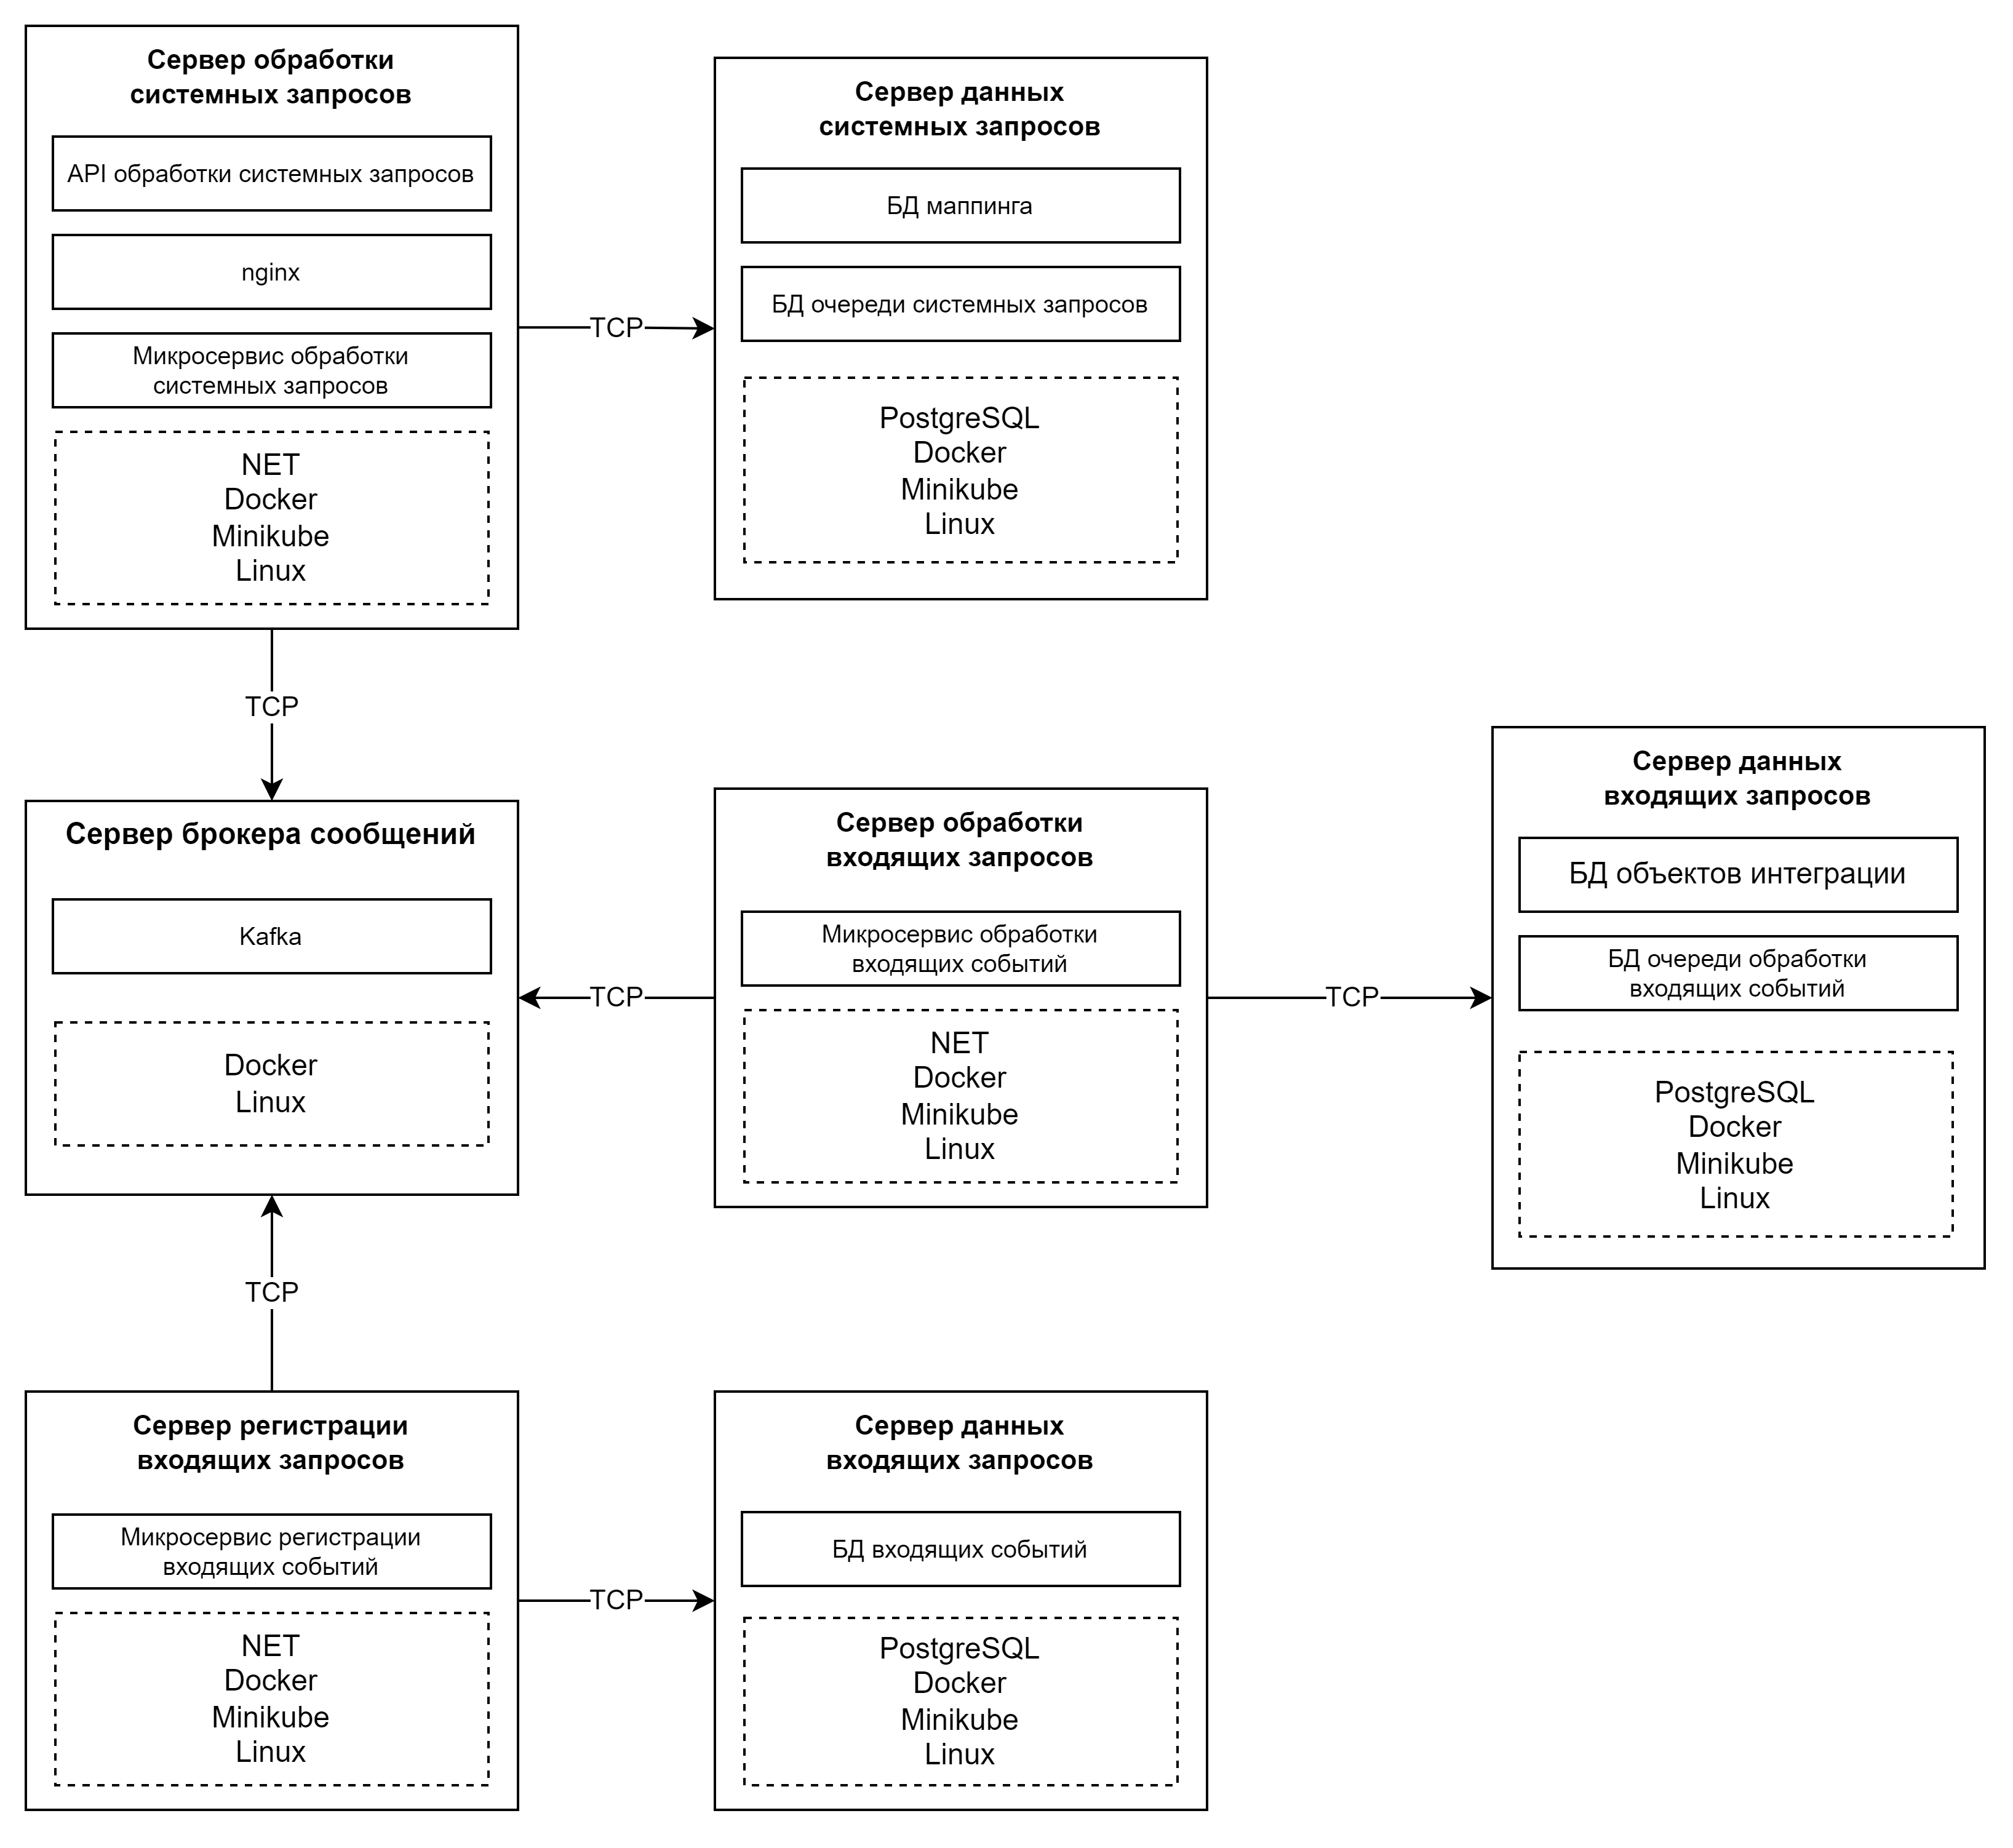 Сервер обработки
системных запросов
API обработки системных запросов
nginx
Микросервис обработки
системных запросов
NET
Docker
Minikube
Linux
TCP
Сервер данных
системных запросов
БД маппинга
БД очереди системных запросов
PostgreSQL
Docker
Minikube
Linux
TCP
Сервер брокера сообщений
Kafka
Docker
Linux
TCP
Сервер обработки
входящих запросов
Микросервис обработки
входящих событий
NET
Docker
Minikube
Linux
TCP
Сервер данных
входящих запросов
БД объектов интеграции
БД очереди обработки
входящих событий
PostgreSQL
Docker
Minikube
Linux
TCP
Сервер регистрации
входящих запросов
Микросервис регистрации
входящих событий
NET
Docker
Minikube
Linux
TCP
Сервер данных
входящих запросов
БД входящих событий
PostgreSQL
Docker
Minikube
Linux